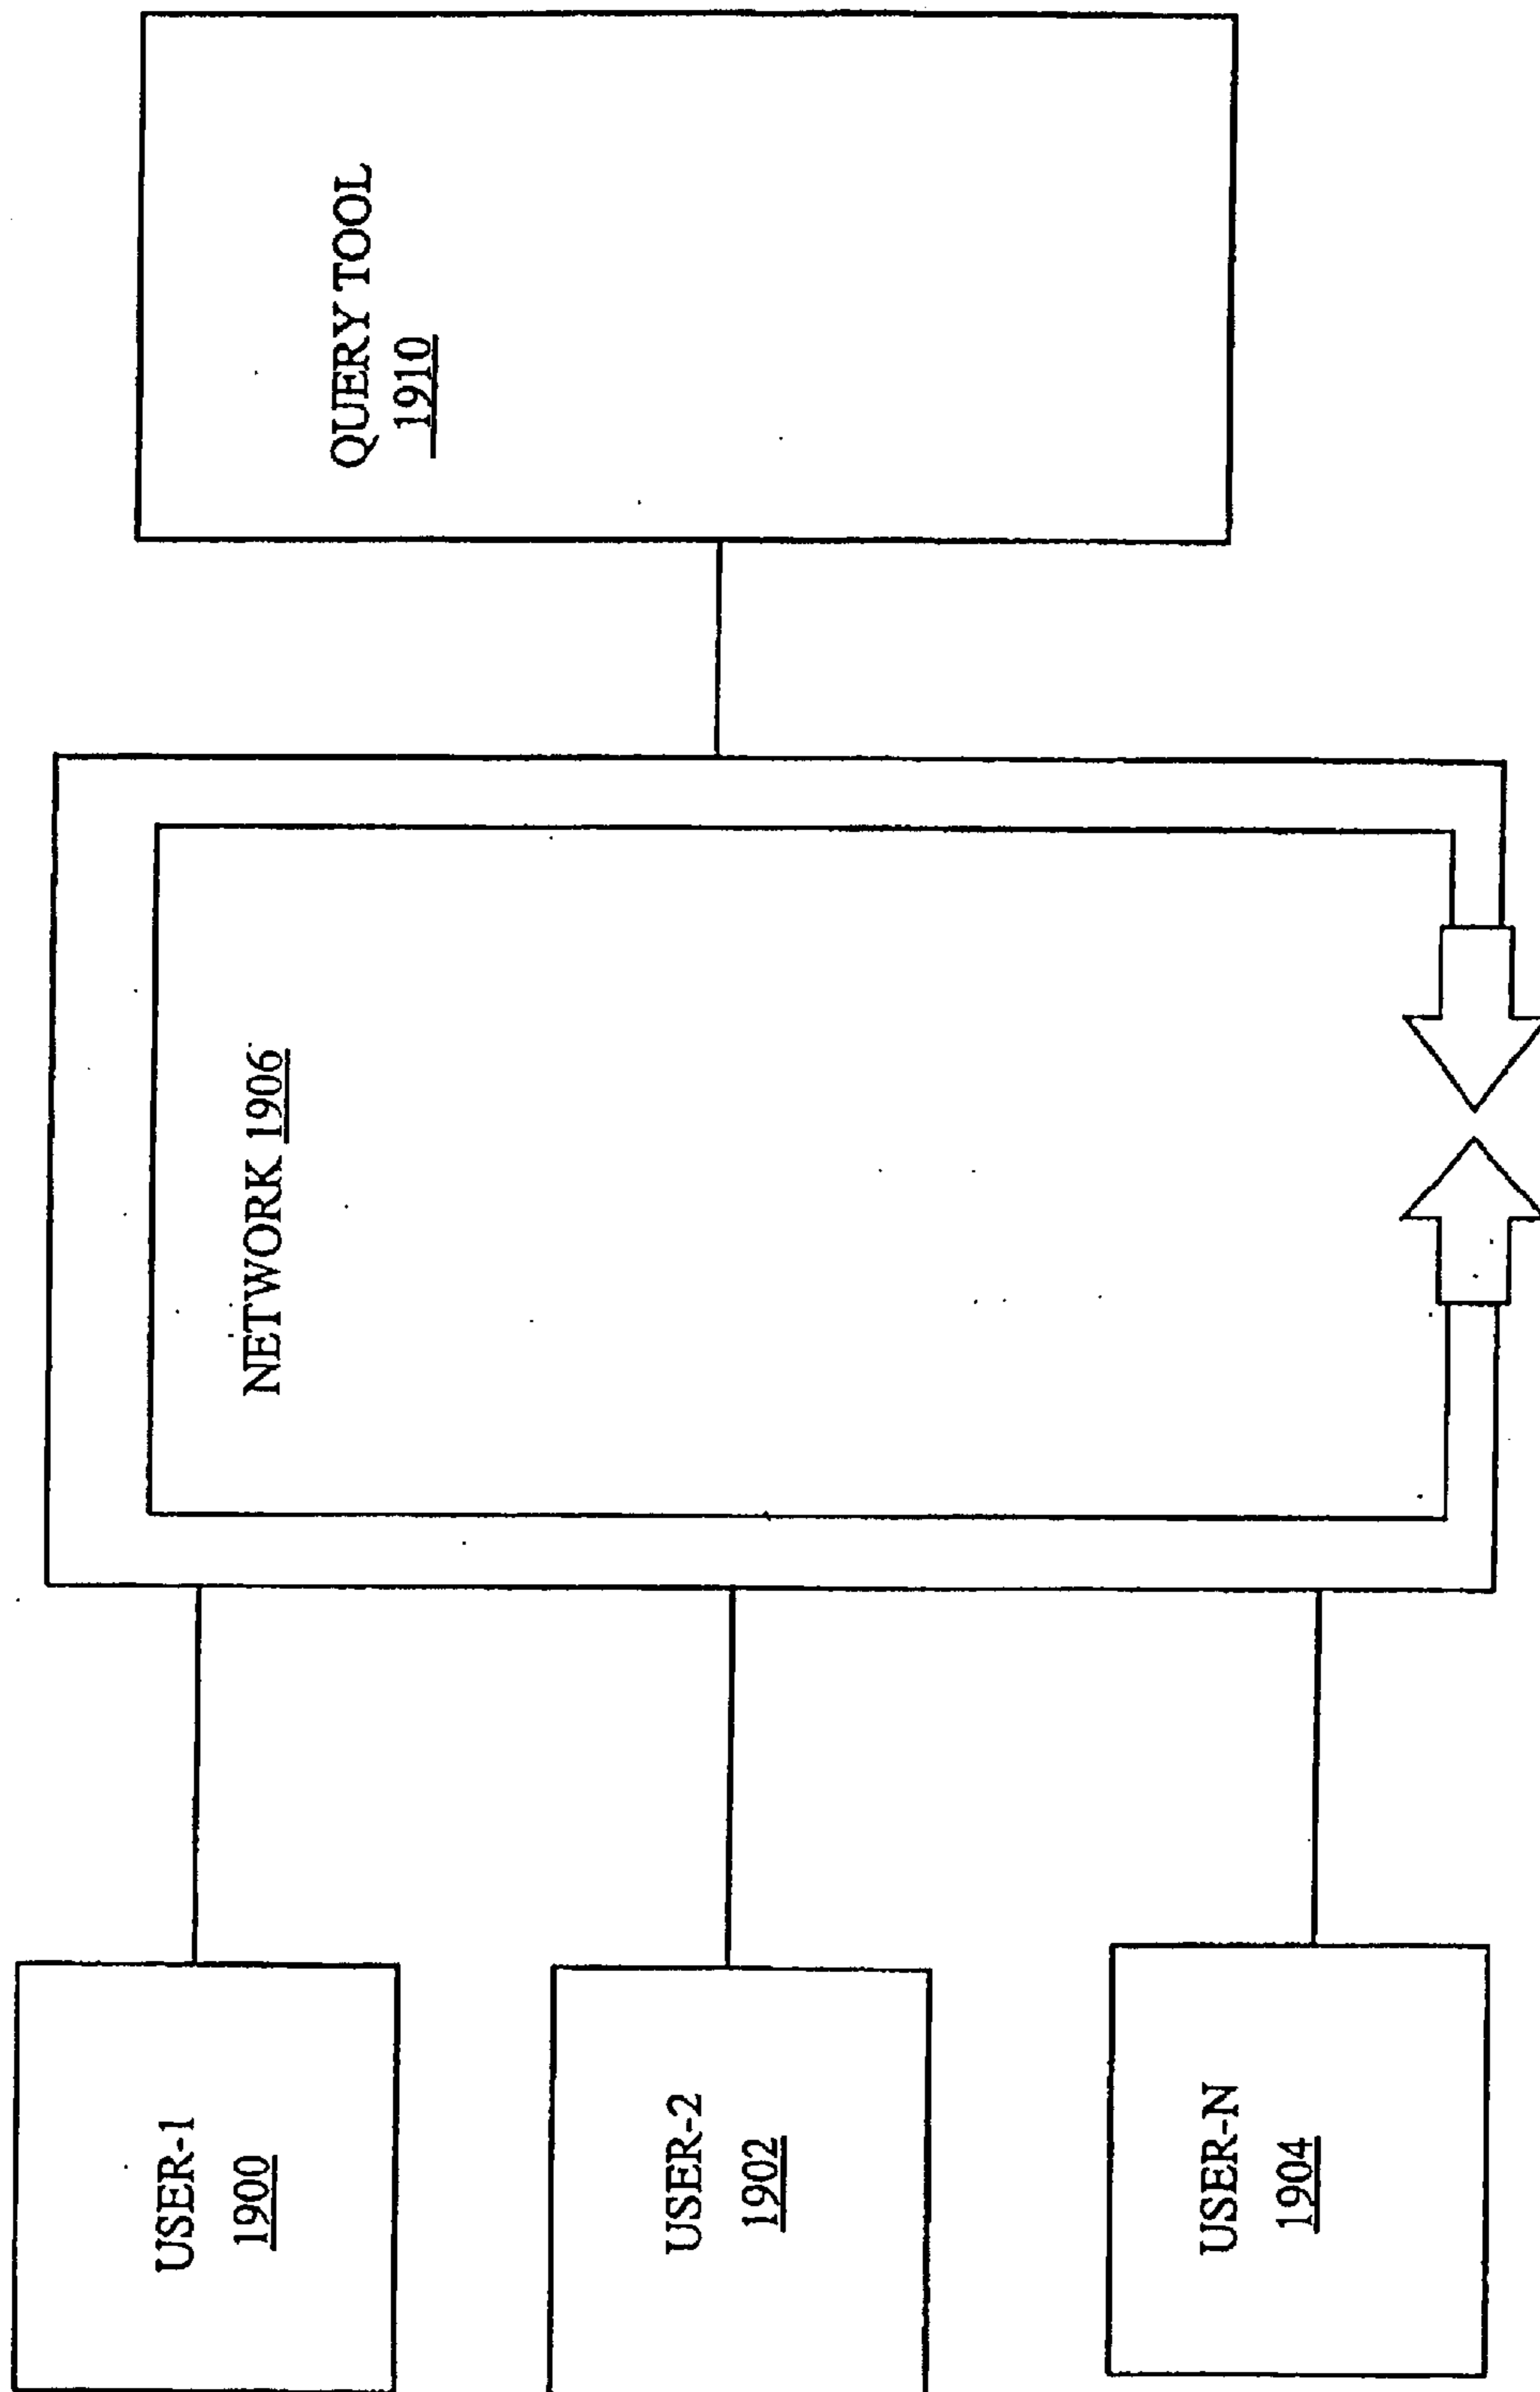 USER-1
1900
USER-2
1902
USER-N
1904
NETWORK 1906
QUERY TOOL
1910